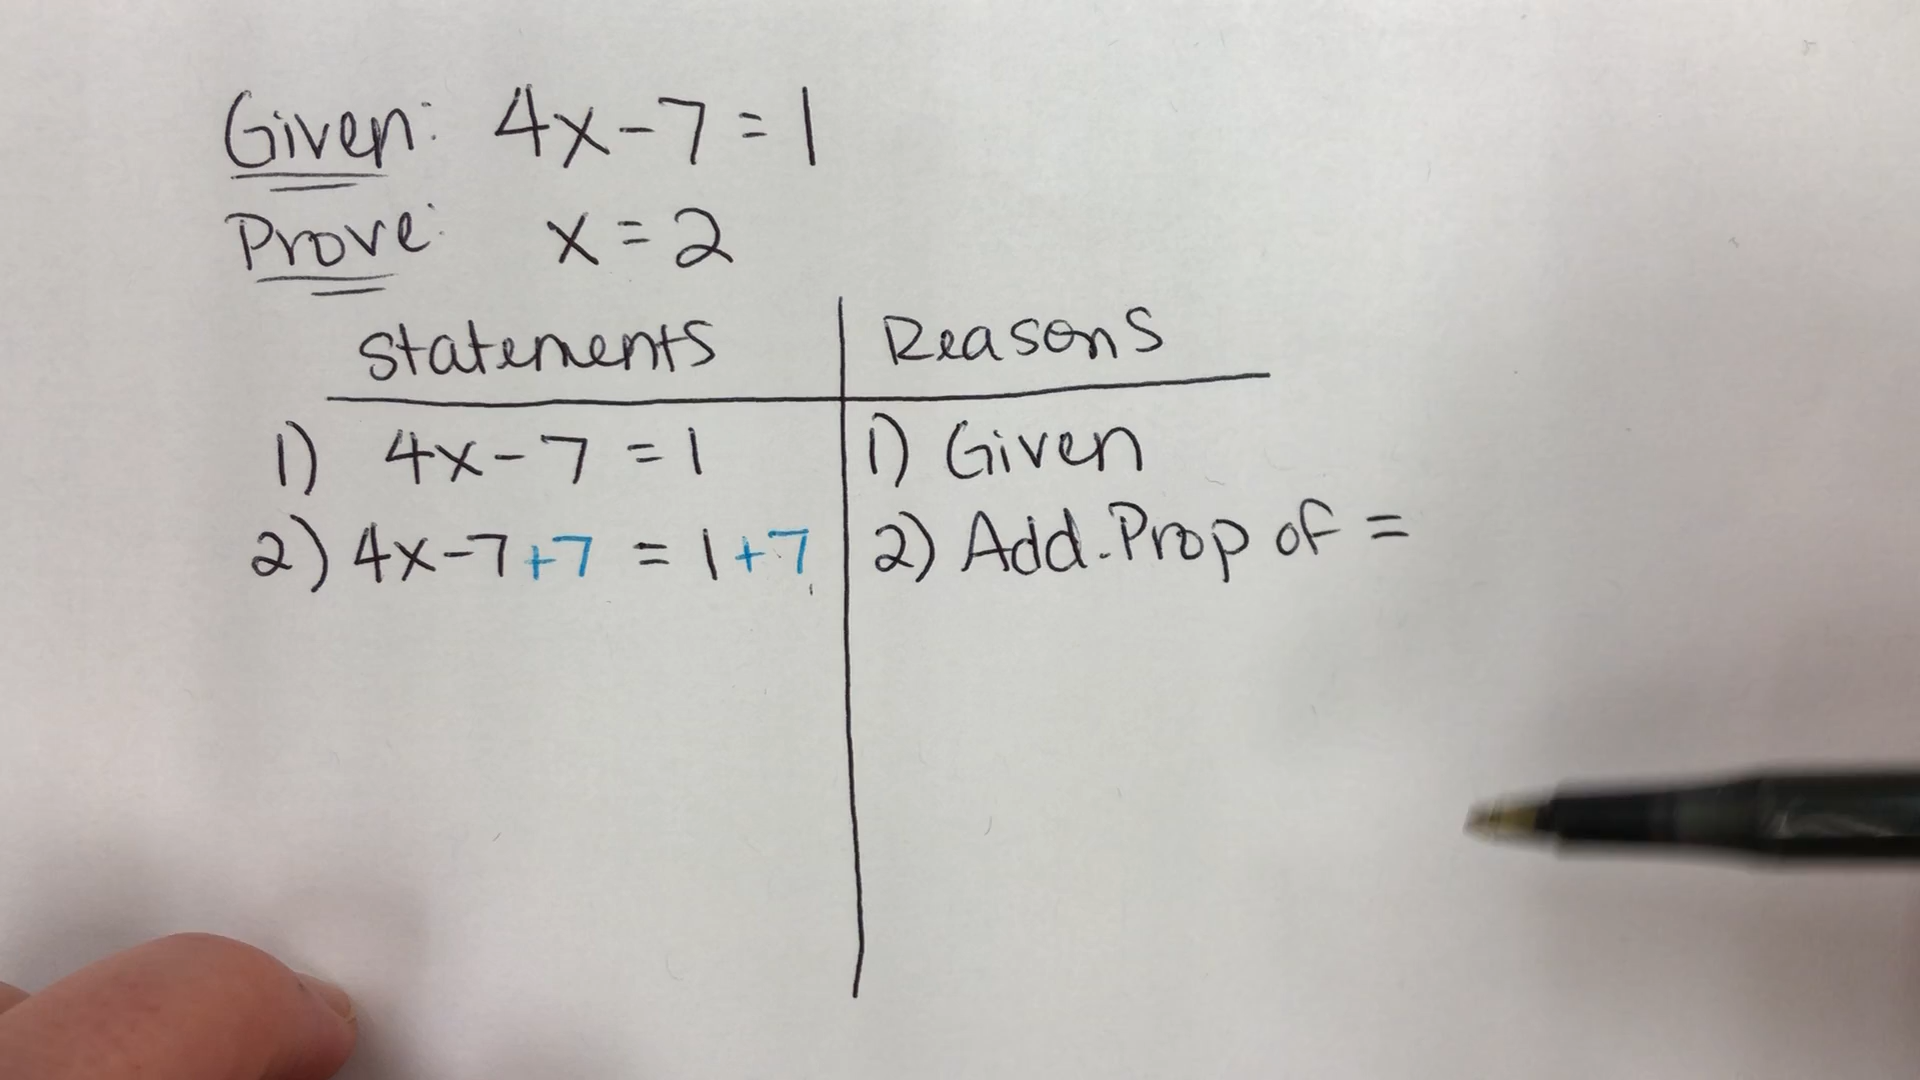 Given: 4x-7=1
Prove: x=2
Statements Reasons
1) 4x-7=1 1) Given
2) 4x-7+7=1+7 2) Add. Prop of =